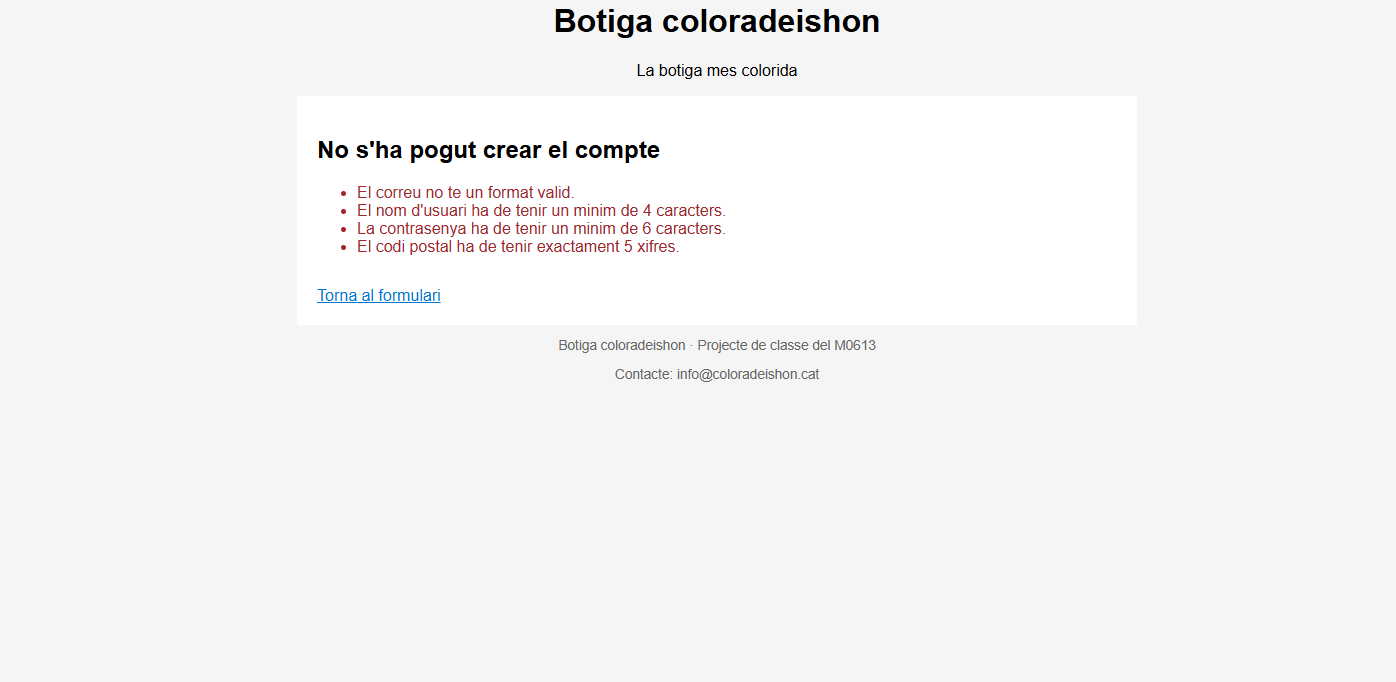 Botiga coloradeishon
La botiga mes colorida
No s'ha pogut crear el compte
El correu no te un format valid.
El nom d'usuari ha de tenir un minim de 4 caracters.
La contrasenya ha de tenir un minim de 6 caracters.
El codi postal ha de tenir exactament 5 xifres.
Torna al formulari
Botiga coloradeishon · Projecte de classe del M0613
Contacte: info@coloradeishon.cat